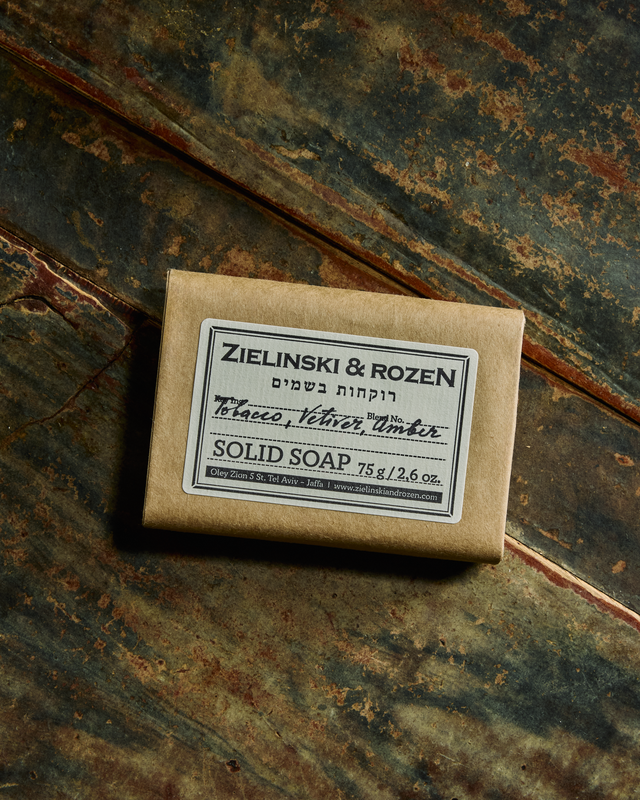 ZIELINSKI & ROZEN
רוקחות בשמים
Blend No.
Tobacco, Vetiver, Amber
SOLID SOAP 75 g / 2,6 oz.
Oley Zion 5 St. Tel Aviv - Jaffa | www.zielinskiandrozen.com